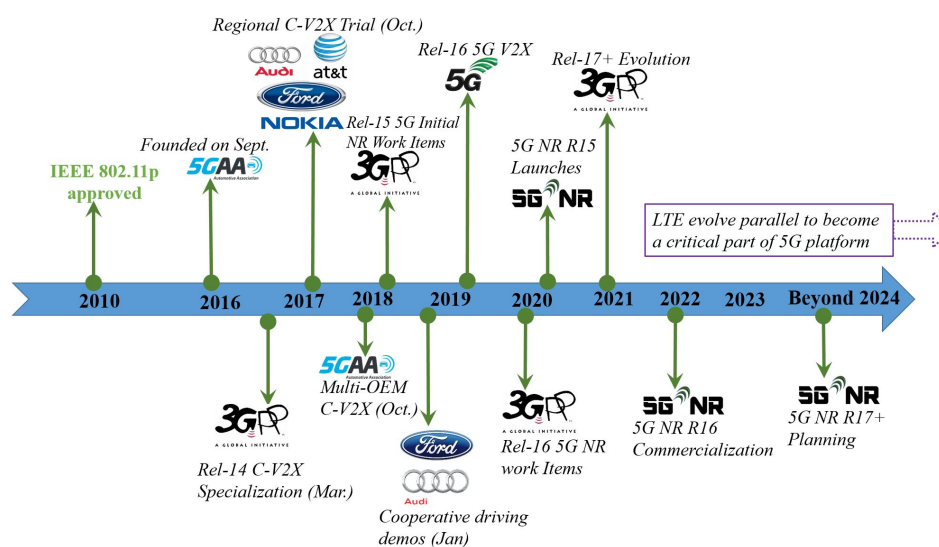 Regional C-V2X Trial (Oct.)
Audi
at&t
Ford
NOKIA
Rel-16 5G V2X
5G
Rel-17+ Evolution
3GPP
A GLOBAL INITIATIVE
Founded on Sept.
5GAA
Automotive Association
Rel-15 5G Initial
NR Work Items
3GPP
A GLOBAL INITIATIVE
5G NR R15
Launches
5G NR
IEEE 802.11p
approved
LTE evolve parallel to become
a critical part of 5G platform
2010
2016
2017
2018
2019
2020
2021
2022
2023
Beyond 2024
3GPP
A GLOBAL INITIATIVE
Rel-14 C-V2X
Specialization (Mar.)
5GAA
Automotive Association
Multi-OEM
C-V2X (Oct.)
Ford
Audi
Cooperative driving
demos (Jan)
3GPP
A GLOBAL INITIATIVE
Rel-16 5G NR
work Items
5G NR
5G NR R16
Commercialization
5G NR
5G NR R17+
Planning